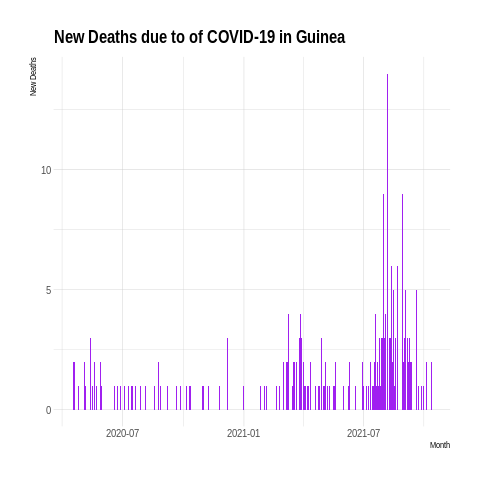 New Deaths due to of COVID-19 in Guinea
New Deaths
10
5
0
2020-07
2021-01
2021-07
Month